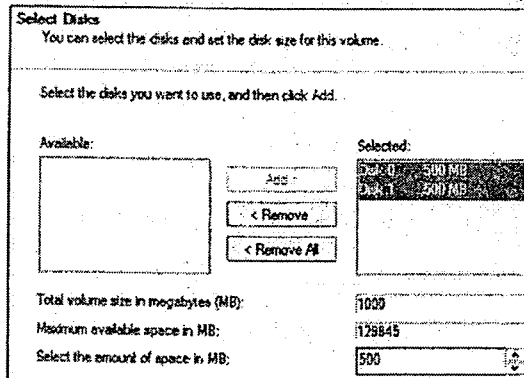 Select Disks
You can select the disks and set the disk size for this volume.
Select the disks you want to use, and then click Add.
Available:
Selected:
Add >
Disk 0 500 MB
Disk 1 500 MB
< Remove
< Remove All
Total volume size in megabytes (MB):
1000
Maximum available space in MB:
129845
Select the amount of space in MB:
500